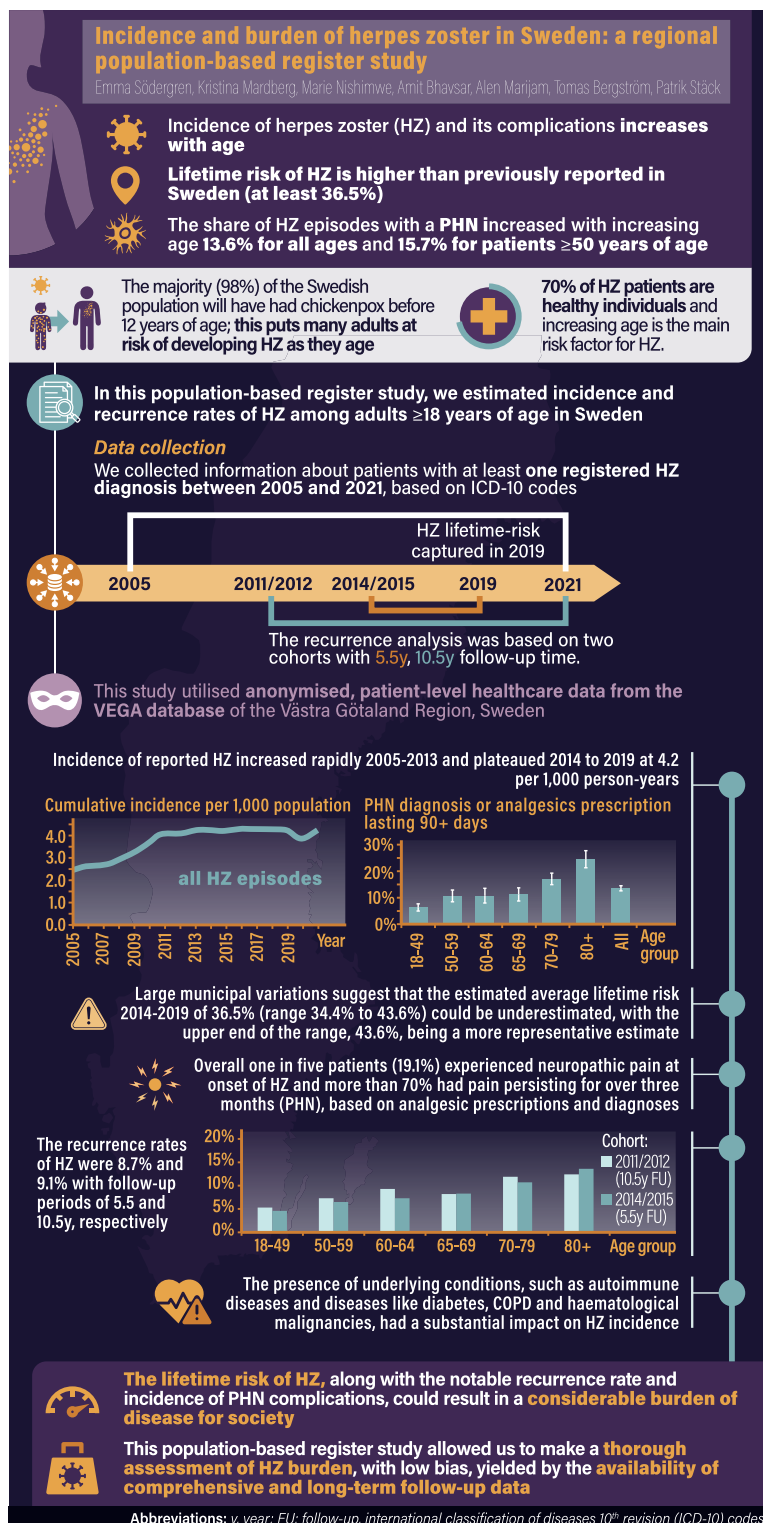 Incidence and burden of herpes zoster in Sweden: a regional
population-based register study
Emma Södergren, Kristina Mardberg, Marie Nishimwe, Amit Bhavsar, Alen Marijam, Tomas Bergström, Patrik Stäck
Incidence of herpes zoster (HZ) and its complications increases
with age
Lifetime risk of HZ is higher than previously reported in
Sweden (at least 36.5%)
The share of HZ episodes with a PHN increased with increasing
age 13.6% for all ages and 15.7% for patients ≥50 years of age
The majority (98%) of the Swedish
population will have had chickenpox before
12 years of age; this puts many adults at
risk of developing HZ as they age
70% of HZ patients are
healthy individuals and
increasing age is the main
risk factor for HZ.
In this population-based register study, we estimated incidence and
recurrence rates of HZ among adults ≥18 years of age in Sweden
Data collection
We collected information about patients with at least one registered HZ
diagnosis between 2005 and 2021, based on ICD-10 codes
HZ lifetime-risk
captured in 2019
2005 2011/2012 2014/2015 2019 2021
The recurrence analysis was based on two
cohorts with 5.5y, 10.5y follow-up time.
This study utilised anonymised, patient-level healthcare data from the
VEGA database of the Västra Götaland Region, Sweden
Incidence of reported HZ increased rapidly 2005-2013 and plateaued 2014 to 2019 at 4.2
per 1,000 person-years
Cumulative incidence per 1,000 population
4.0
3.0
2.0
1.0
0.0
all HZ episodes
2005 2007 2009 2011 2013 2015 2017 2019 Year
PHN diagnosis or analgesics prescription
lasting 90+ days
30%
20%
10%
0%
18-49 50-59 60-64 65-69 70-79 80+ All Age
group
Large municipal variations suggest that the estimated average lifetime risk
2014-2019 of 36.5% (range 34.4% to 43.6%) could be underestimated, with the
upper end of the range, 43.6%, being a more representative estimate
Overall one in five patients (19.1%) experienced neuropathic pain at
onset of HZ and more than 70% had pain persisting for over three
months (PHN), based on analgesic prescriptions and diagnoses
The recurrence rates
of HZ were 8.7% and
9.1% with follow-up
periods of 5.5 and
10.5y, respectively
20%
15%
10%
5%
0%
Cohort:
2011/2012
(10.5y FU)
2014/2015
(5.5y FU)
18-49 50-59 60-64 65-69 70-79 80+ Age group
The presence of underlying conditions, such as autoimmune
diseases and diseases like diabetes, COPD and haematological
malignancies, had a substantial impact on HZ incidence
The lifetime risk of HZ, along with the notable recurrence rate and
incidence of PHN complications, could result in a considerable burden of
disease for society
This population-based register study allowed us to make a thorough
assessment of HZ burden, with low bias, yielded by the availability of
comprehensive and long-term follow-up data
Abbreviations: y, year; FU; follow-up, international classification of diseases 10th revision (ICD-10) codes